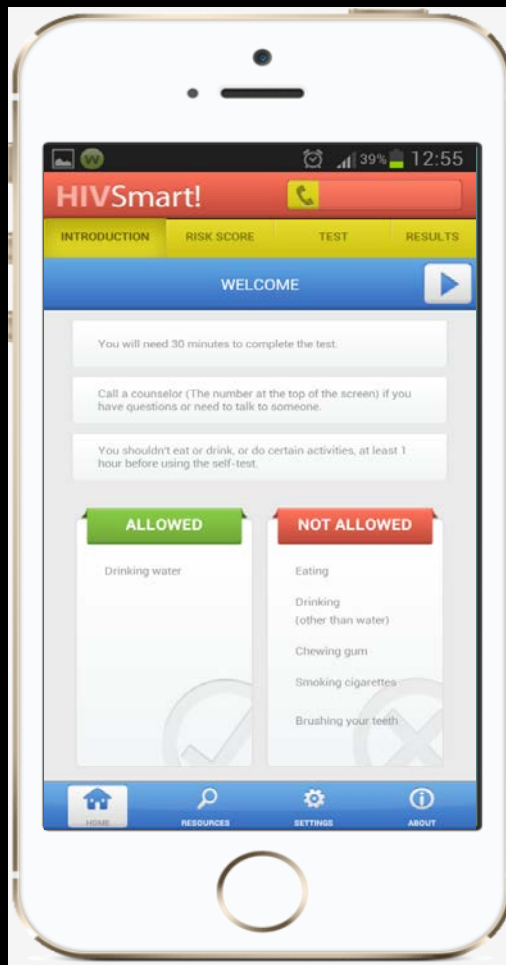 W
39% 12:55
HIVSmart!
INTRODUCTION RISK SCORE TEST RESULTS
WELCOME
You will need 30 minutes to complete the test.
Call a counselor (The number at the top of the screen) if you
have questions or need to talk to someone.
You shouldn't eat or drink, or do certain activities, at least 1
hour before using the self-test.
ALLOWED
Drinking water
NOT ALLOWED
Eating
Drinking
(other than water)
Chewing gum
Smoking cigarettes
Brushing your teeth
HOME RESOURCES SETTINGS ABOUT